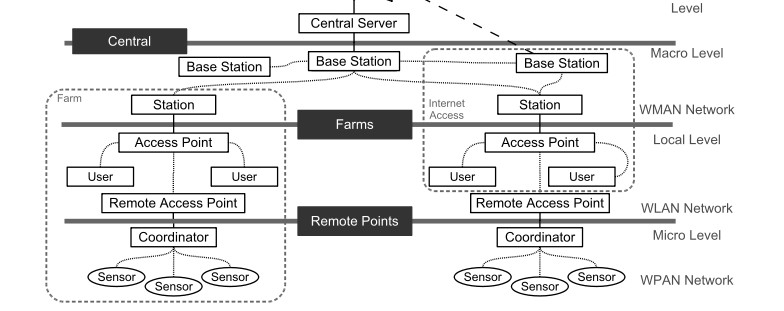 Level
Central Server
Central
Macro Level
Base Station
Base Station
Base Station
Farm
Station
Internet
Access
Station
WMAN Network
Farms
Access Point
Access Point
Local Level
User
User
User
User
Remote Access Point
Remote Access Point
WLAN Network
Remote Points
Coordinator
Coordinator
Micro Level
Sensor
Sensor
Sensor
Sensor
Sensor
Sensor
WPAN Network